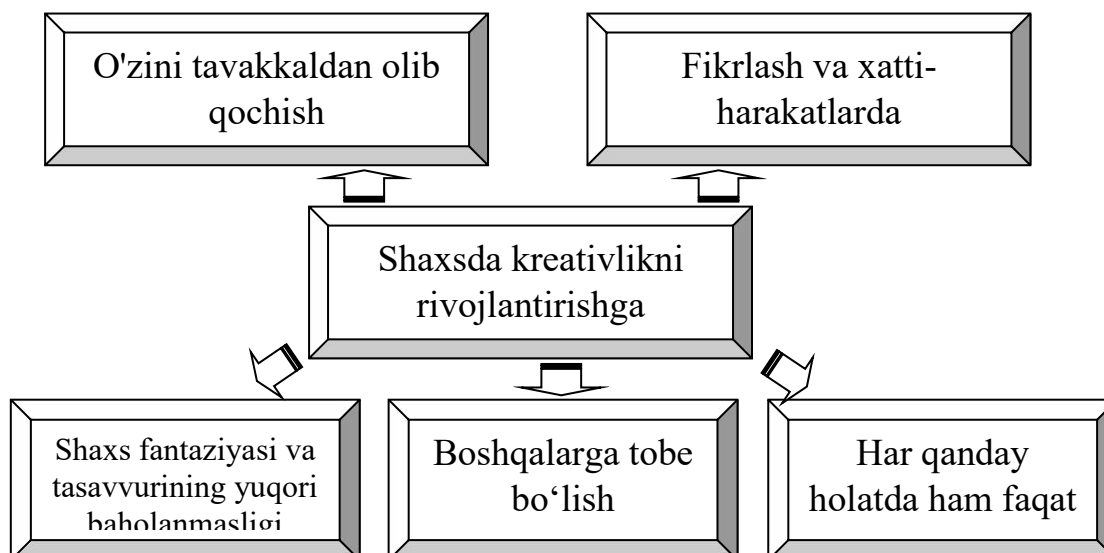 O'zini tavakkaldan olib
qochish
Fikrlash va xatti-
harakatlarda
Shaxsda kreativlikni
rivojlantirishga
Shaxs fantaziyasi va
tasavvurining yuqori
baholanmasligi
Boshqalarga tobe
bo‘lish
Har qanday
holatda ham faqat